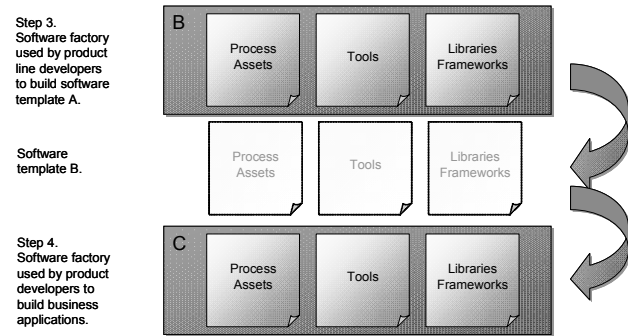 Step 3.
Software factory
used by product
line developers
to build software
template A.
B
Process
Assets
Tools
Libraries
Frameworks
Software
template B.
Process
Assets
Tools
Libraries
Frameworks
Step 4.
Software factory
used by product
developers to
build business
applications.
C
Process
Assets
Tools
Libraries
Frameworks